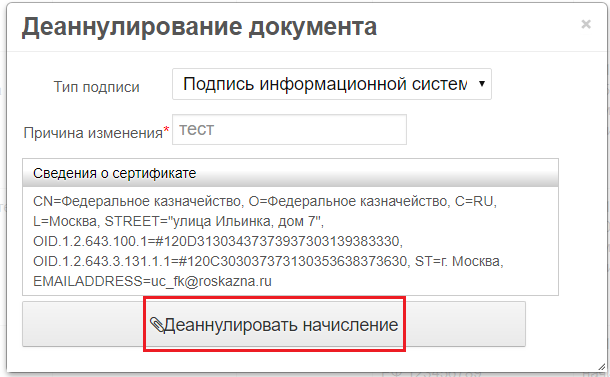 Деаннулирование документа ×
Тип подписи Подпись информационной систем
Причина изменения* тест
Сведения о сертификате
CN=Федеральное казначейство, O=Федеральное казначейство, C=RU,
L=Москва, STREET="улица Ильинка, дом 7",
OID.1.2.643.100.1=#120D31303437373937303139383330,
OID.1.2.643.3.131.1.1=#120C303037373130353638373630, ST=г. Москва,
EMAILADDRESS=uc_fk@roskazna.ru
Деаннулировать начисление